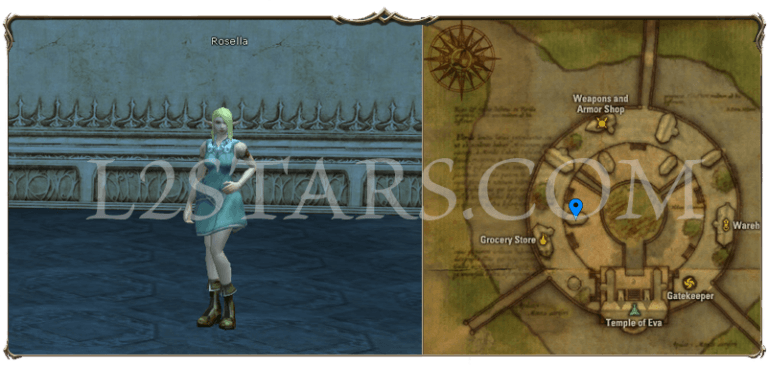 Rosella
L2STARS.COM
Weapons and
Armor Shop
Grocery Store
Wareh
Gatekeeper
Temple of Eva